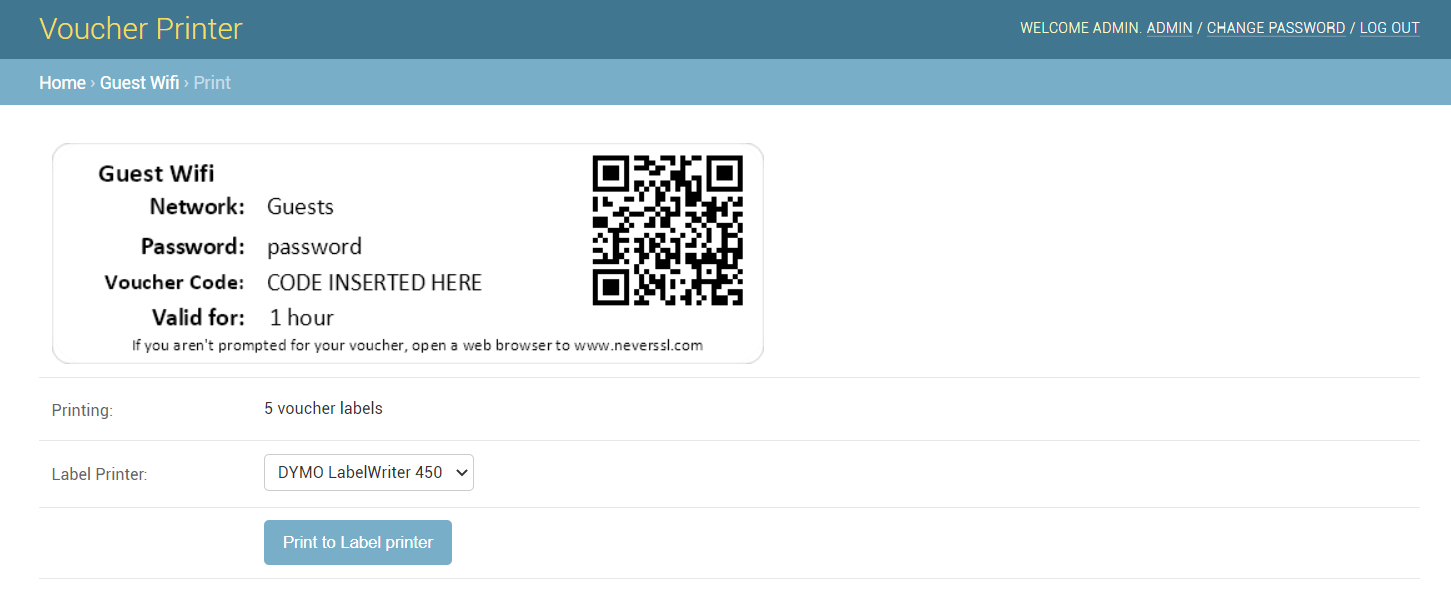 Voucher Printer
WELCOME ADMIN. ADMIN / CHANGE PASSWORD / LOG OUT
Home › Guest Wifi › Print
Guest Wifi
Network: Guests
Password: password
Voucher Code: CODE INSERTED HERE
Valid for: 1 hour
If you aren't prompted for your voucher, open a web browser to www.neverssl.com
Printing: 5 voucher labels
Label Printer: DYMO LabelWriter 450
Print to Label printer